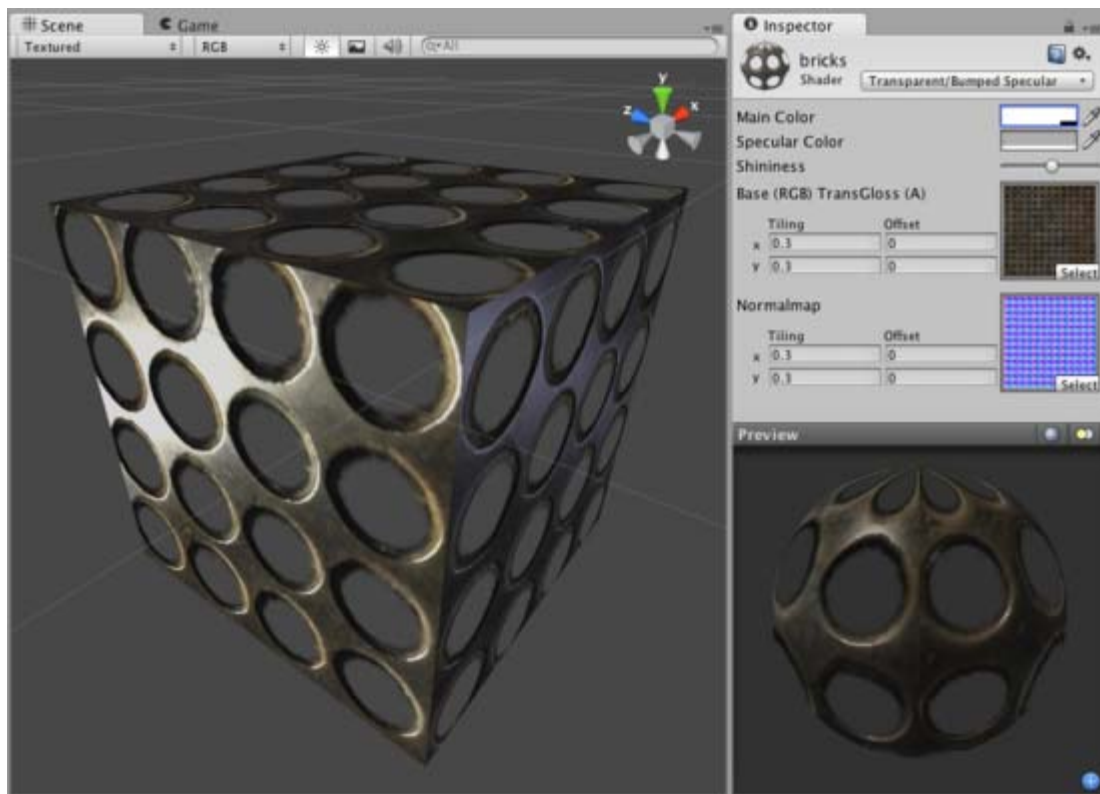 Scene
Game
Textured
RGB
All
Inspector
bricks
Shader
Transparent/Bumped Specular
Main Color
Specular Color
Shininess
Base (RGB) TransGloss (A)
Tiling Offset
x 0.3 0
y 0.3 0
Select
Normalmap
Tiling Offset
x 0.3 0
y 0.3 0
Select
Preview
y
z
x